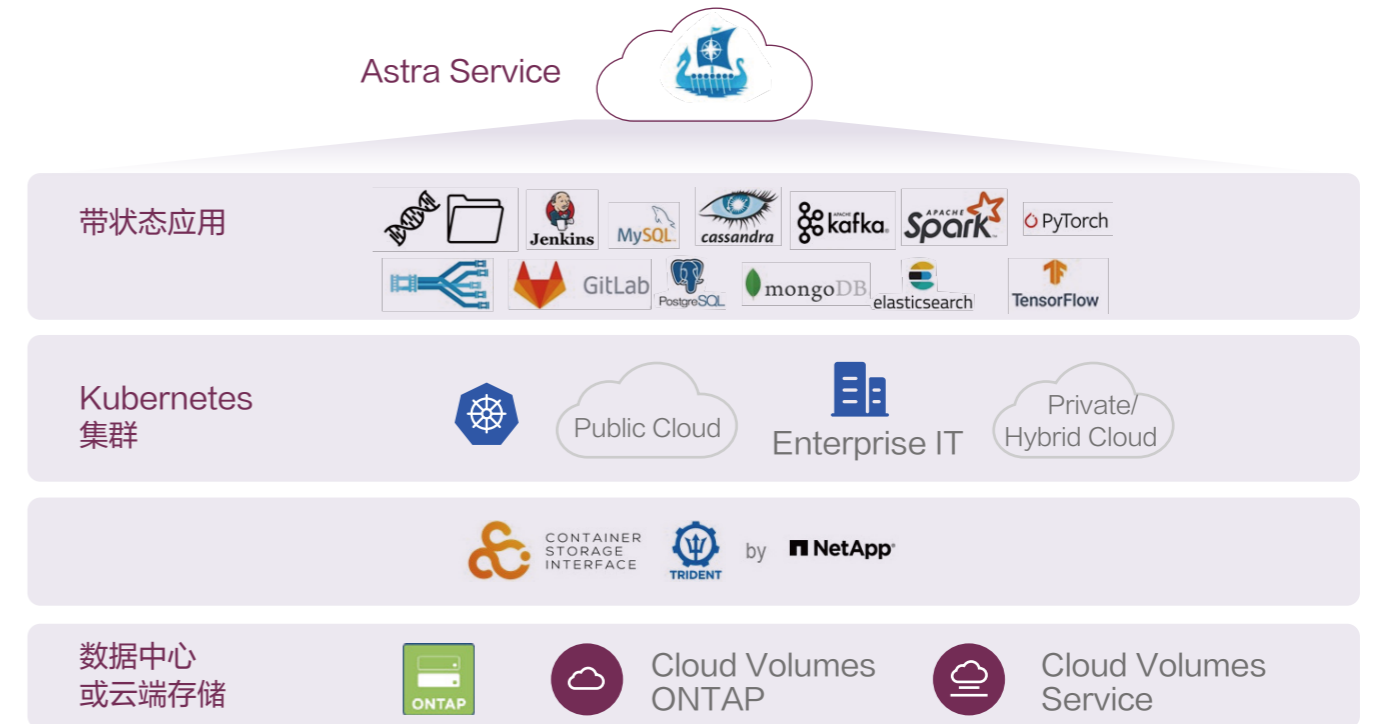 Astra Service
带状态应用
Jenkins
MySQL
cassandra
APACHE
kafka
APACHE
Spark
PyTorch
GitLab
PostgreSQL
mongoDB
elasticsearch
TensorFlow
Kubernetes
集群
Public Cloud
Enterprise IT
Private/
Hybrid Cloud
CONTAINER
STORAGE
INTERFACE
TRIDENT
by
NetApp
数据中心
或云端存储
ONTAP
Cloud Volumes
ONTAP
Cloud Volumes
Service